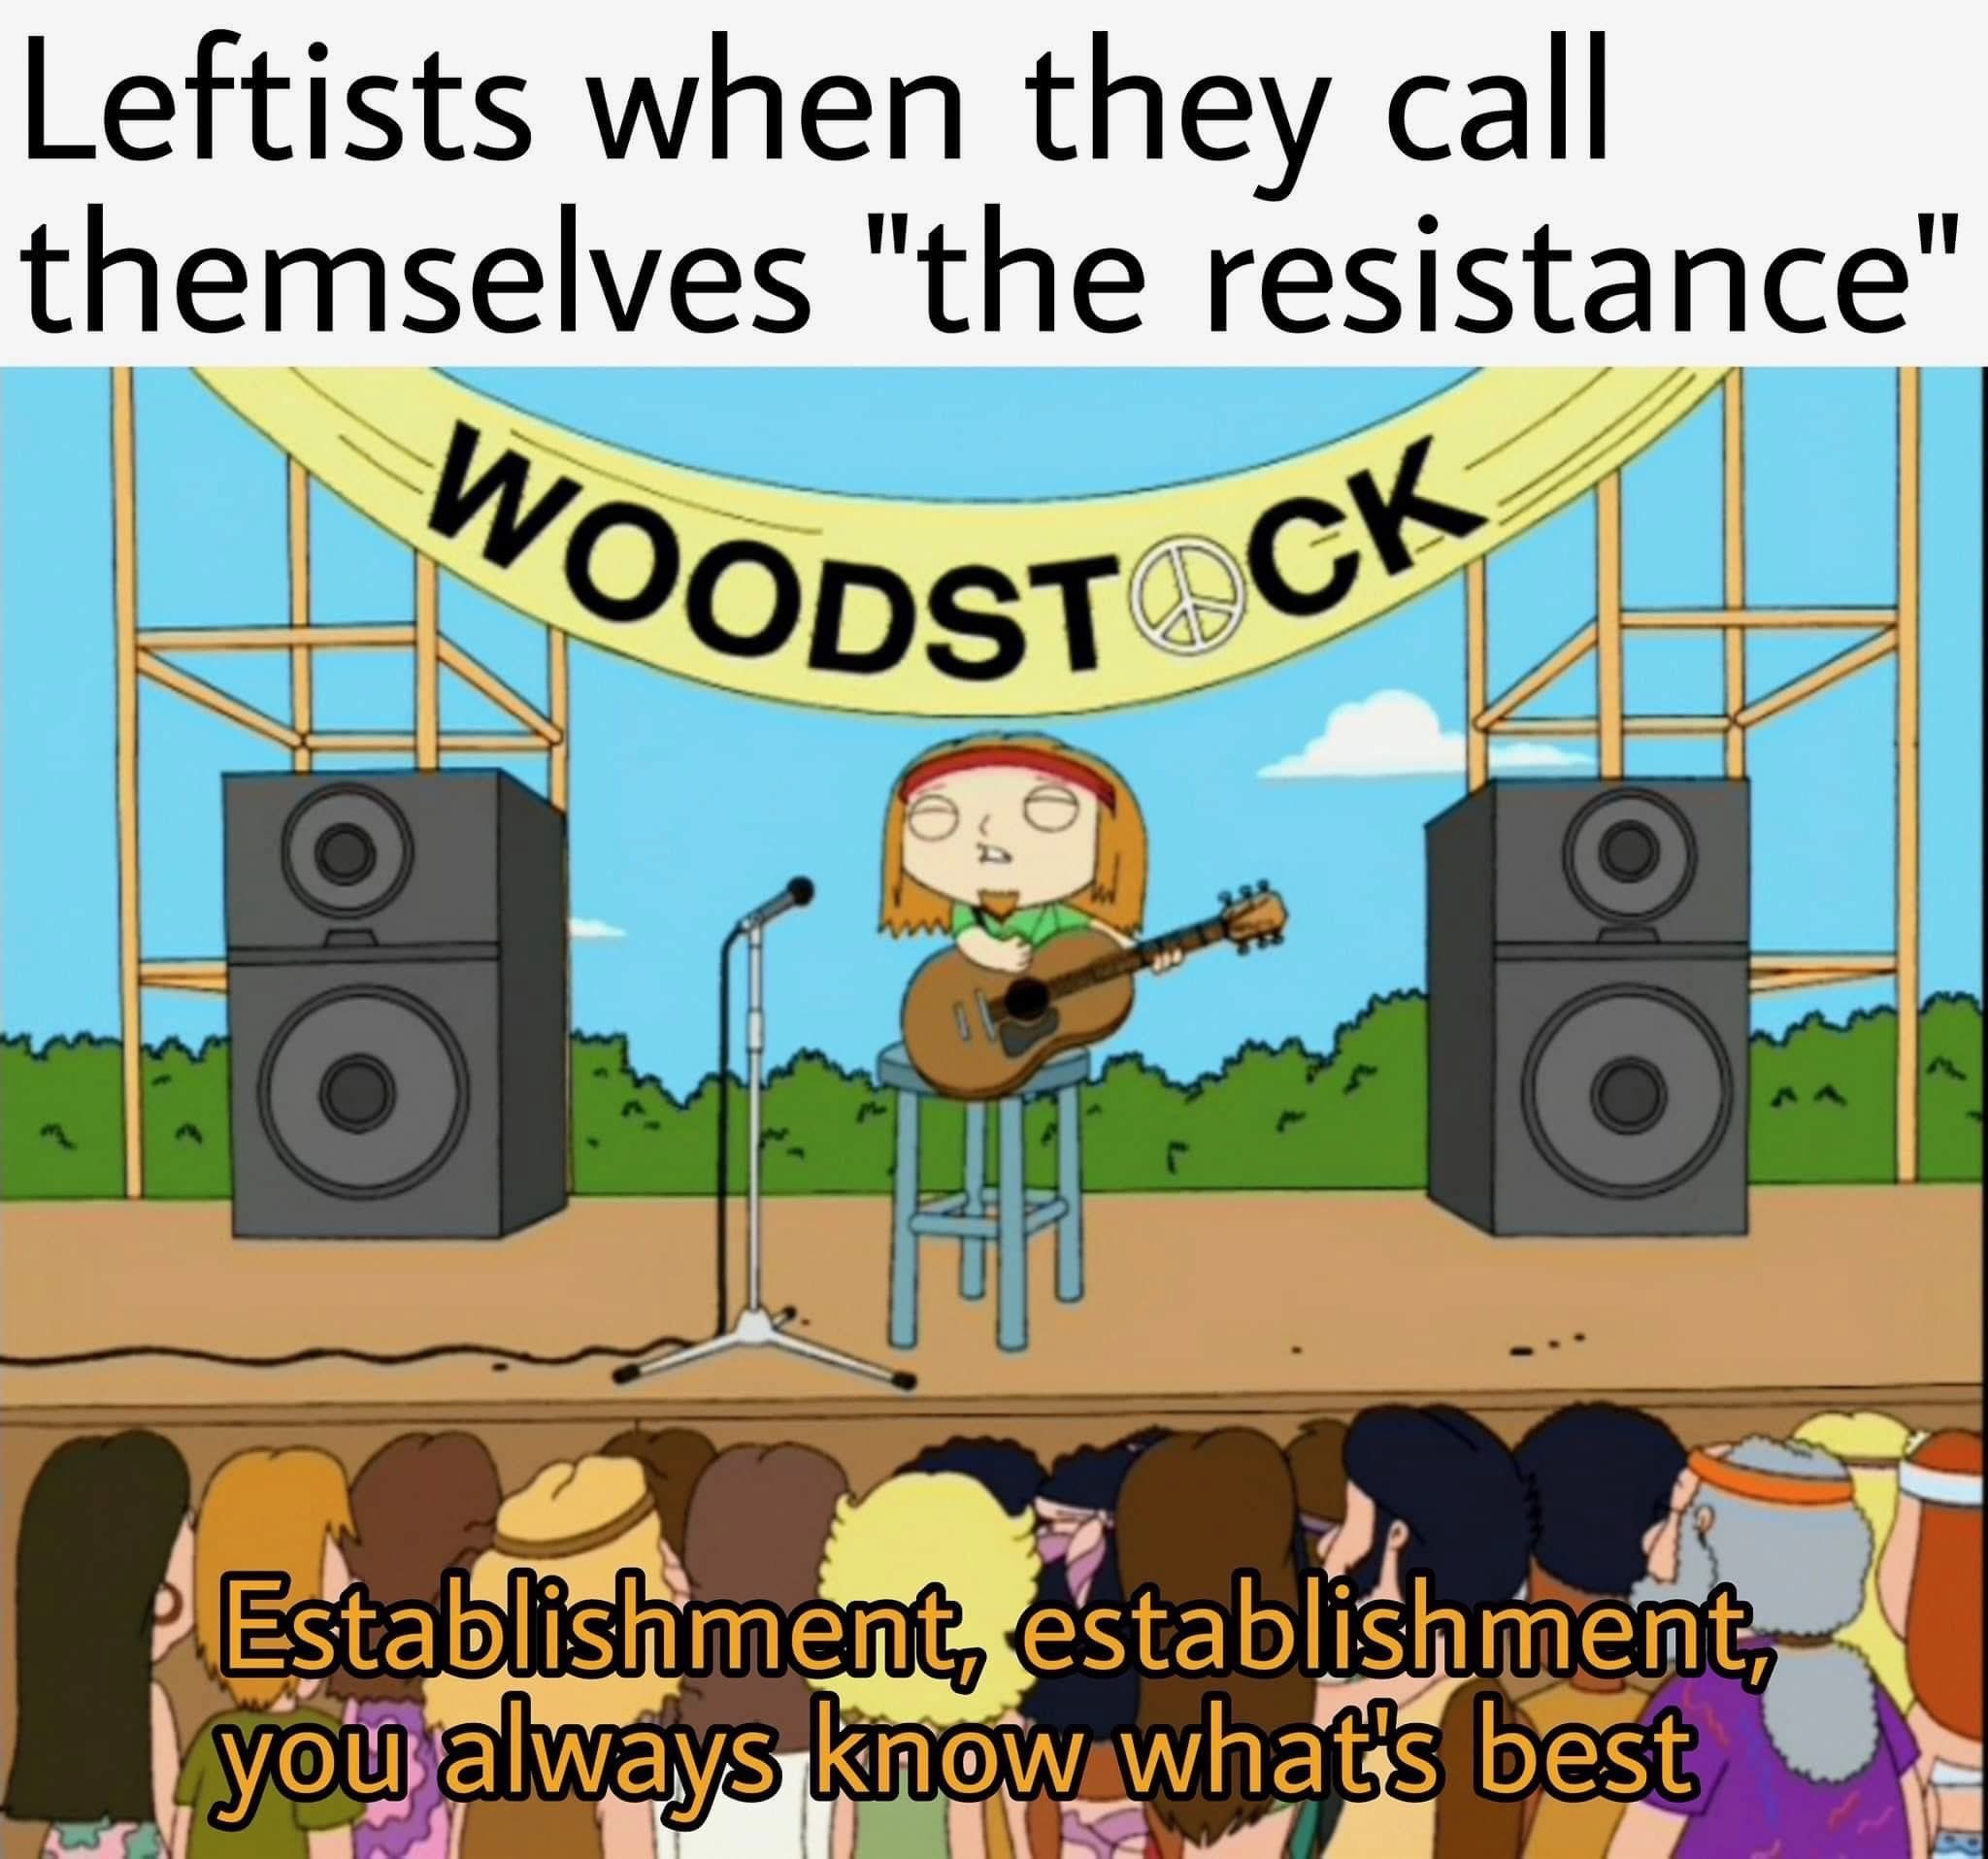 Leftists when they call
themselves "the resistance"
WOODSTOCK
Establishment, establishment,
you always know what's best